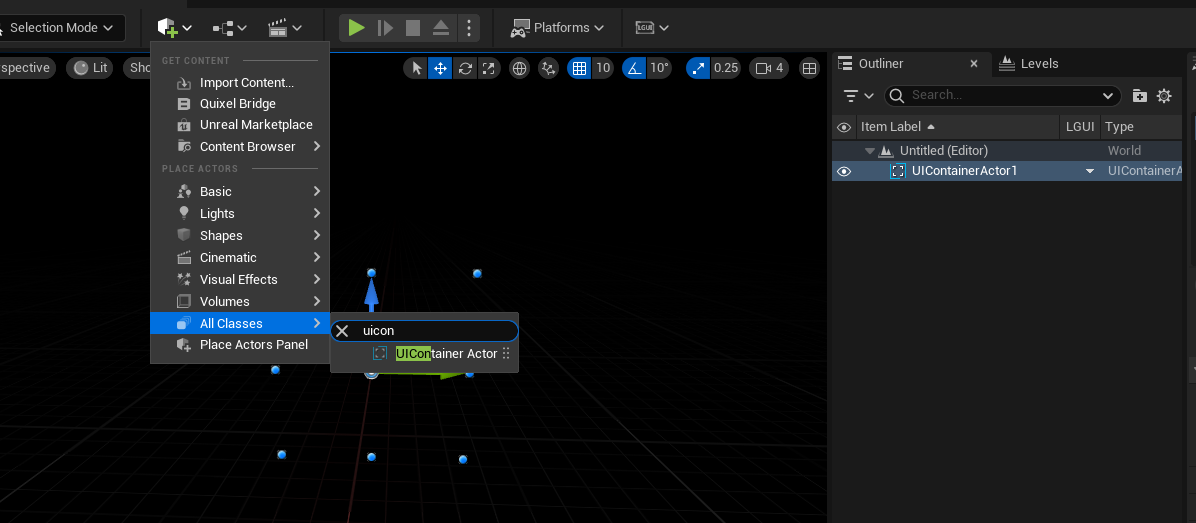 Selection Mode
Platforms
LGUI
spective
Lit
Sho
10
10°
0.25
4
GET CONTENT
Import Content...
Quixel Bridge
Unreal Marketplace
Content Browser
PLACE ACTORS
Basic
Lights
Shapes
Cinematic
Visual Effects
Volumes
All Classes
Place Actors Panel
uicon
UIContainer Actor
Outliner
Levels
Search...
Item Label LGUI Type
Untitled (Editor) World
UIContainerActor1 UIContainerA